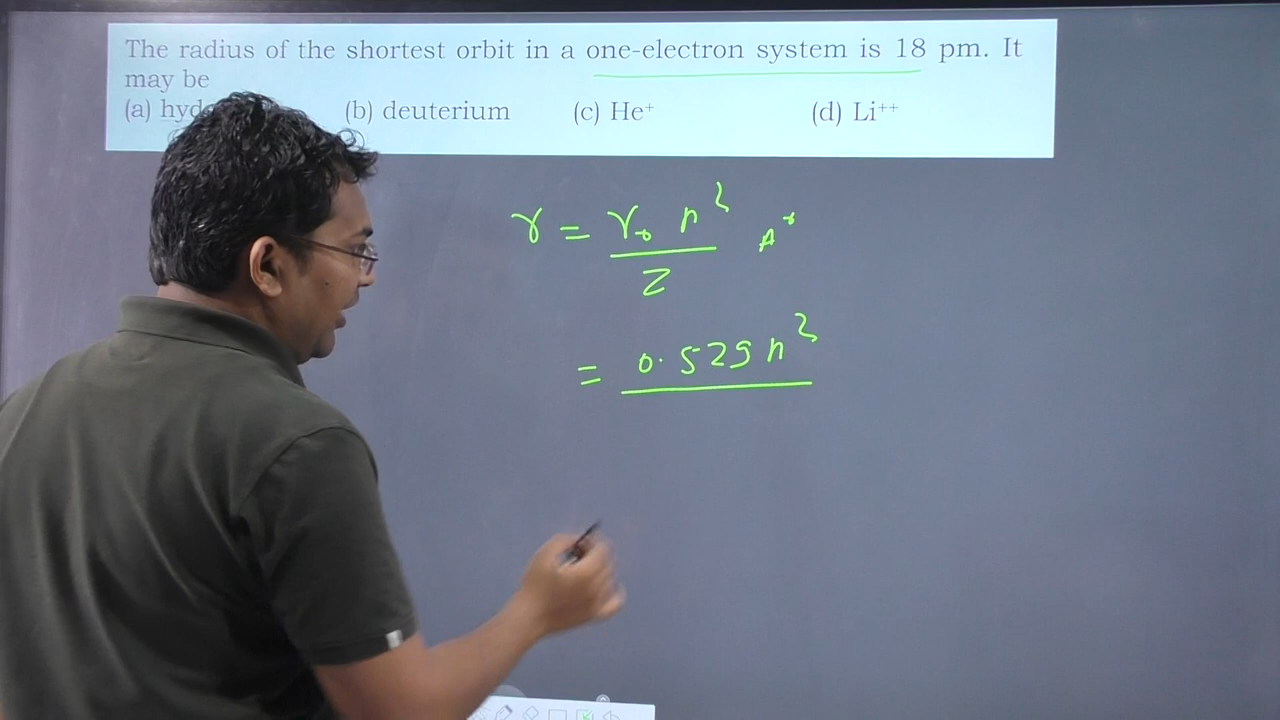 The radius of the shortest orbit in a one-electron system is 18 pm. It
may be
(a) (b) deuterium (c) He⁺ (d) Li⁺⁺
r = r₀ n² A°
Z
= 0.529 n²